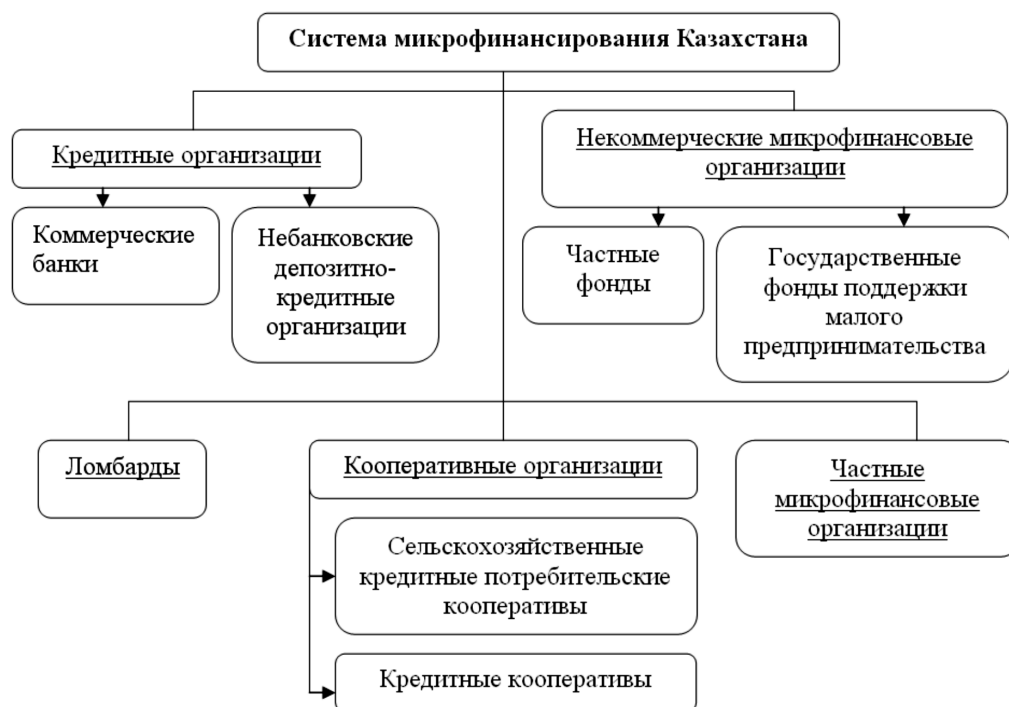 Система микрофинансирования Казахстана
Кредитные организации
Некоммерческие микрофинансовые
организации
Коммерческие
банки
Небанковские
депозитно-
кредитные
организации
Частные
фонды
Государственные
фонды поддержки
малого
предпринимательства
Ломбарды
Кооперативные организации
Частные
микрофинансовые
организации
Сельскохозяйственные
кредитные потребительские
кооперативы
Кредитные кооперативы